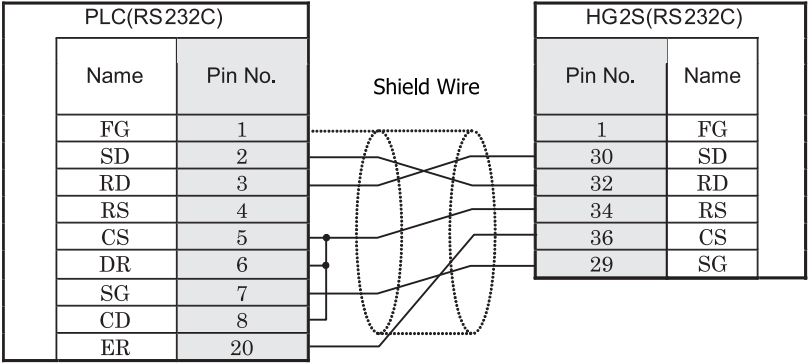 PLC(RS232C)
Name Pin No.
FG 1
SD 2
RD 3
RS 4
CS 5
DR 6
SG 7
CD 8
ER 20
Shield Wire
HG2S(RS232C)
Pin No. Name
1 FG
30 SD
32 RD
34 RS
36 CS
29 SG